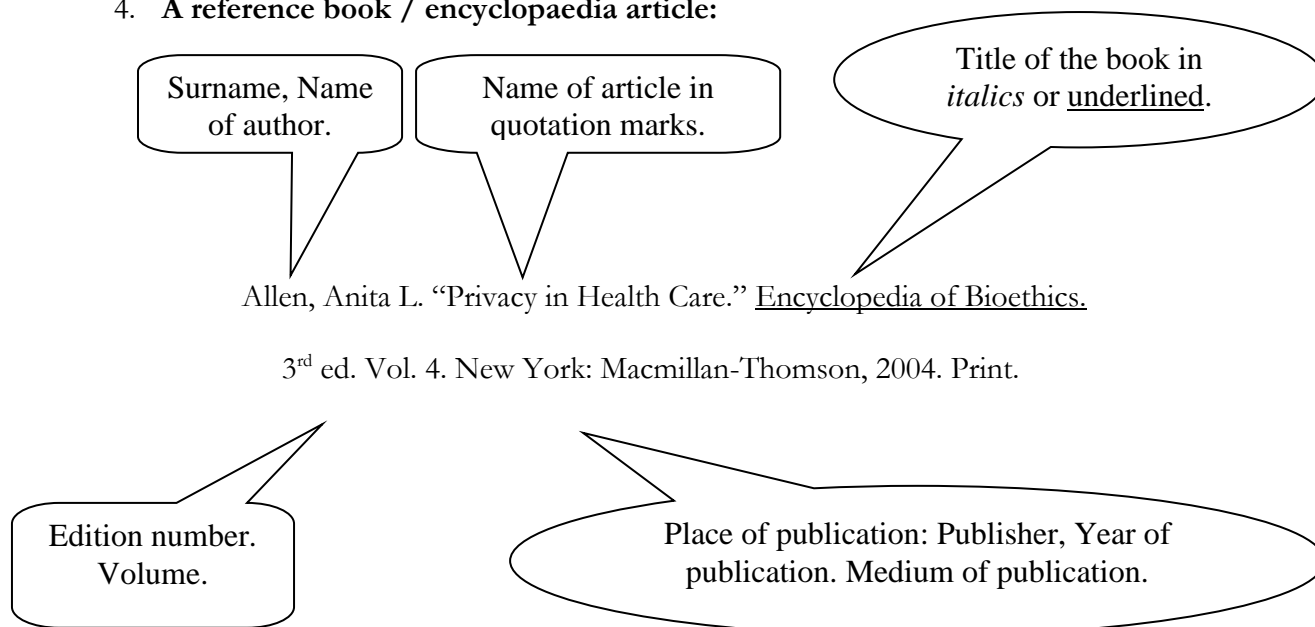 4. A reference book / encyclopaedia article:
Surname, Name
of author.
Name of article in
quotation marks.
Title of the book in
italics or underlined.
Allen, Anita L. “Privacy in Health Care.” Encyclopedia of Bioethics.
3rd ed. Vol. 4. New York: Macmillan-Thomson, 2004. Print.
Edition number.
Volume.
Place of publication: Publisher, Year of
publication. Medium of publication.